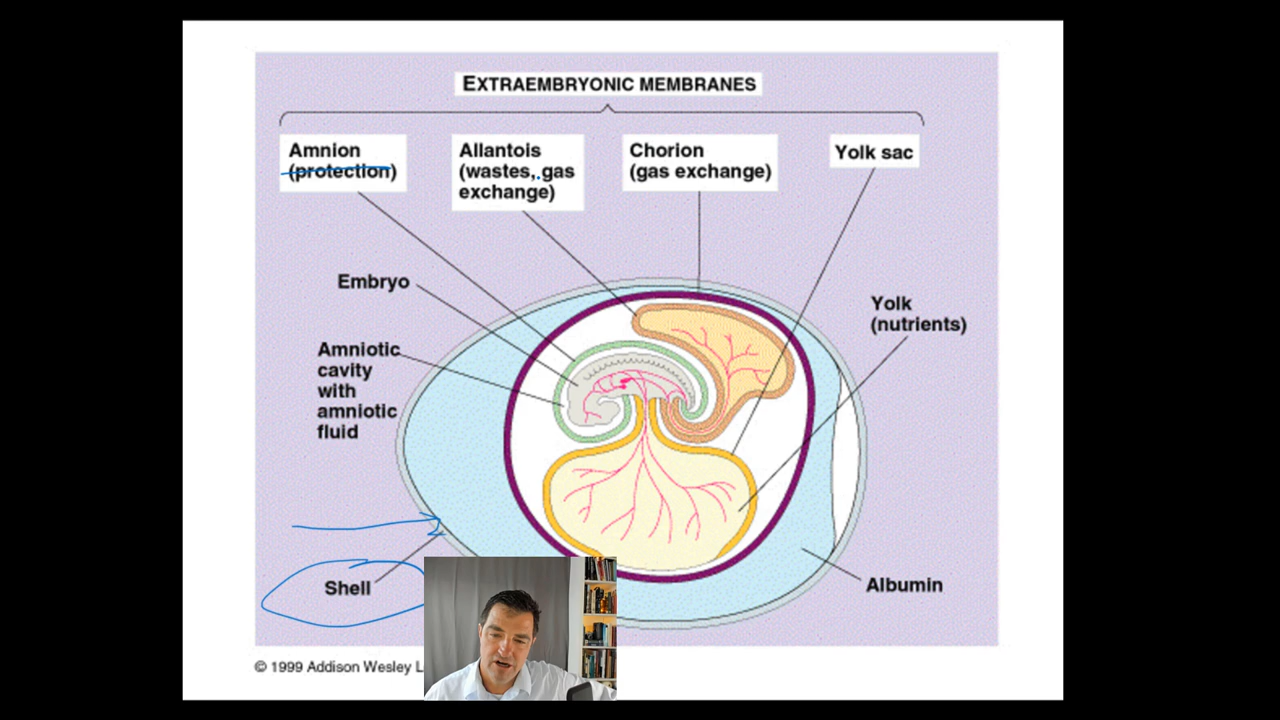 EXTRAEMBRYONIC MEMBRANES
Amnion
(protection)
Allantois
(wastes, gas
exchange)
Chorion
(gas exchange)
Yolk sac
Embryo
Yolk
(nutrients)
Amniotic
cavity
with
amniotic
fluid
Shell
Albumin
© 1999 Addison Wesley